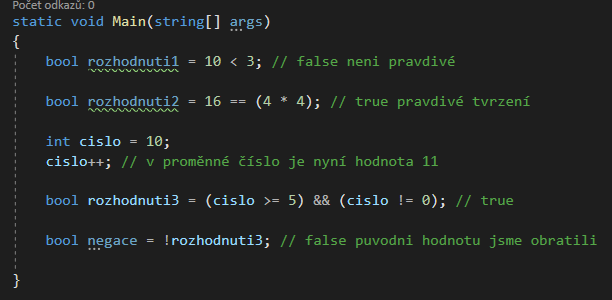 Počet odkazů: 0
static void Main(string[] args)
{
bool rozhodnuti1 = 10 < 3; // false neni pravdivé
bool rozhodnuti2 = 16 == (4 * 4); // true pravdivé tvrzení
int cislo = 10;
cislo++; // v proměnné číslo je nyní hodnota 11
bool rozhodnuti3 = (cislo >= 5) && (cislo != 0); // true
bool negace = !rozhodnuti3; // false puvodni hodnotu jsme obratili
}